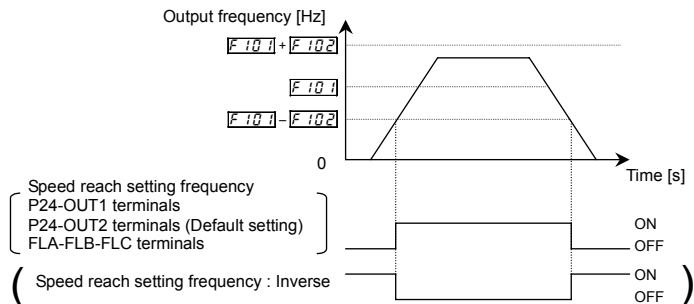 Output frequency [Hz]
F101 + F102
F101
F101 – F102
0
Time [s]
Speed reach setting frequency
P24-OUT1 terminals
P24-OUT2 terminals (Default setting)
FLA-FLB-FLC terminals
ON
OFF
( Speed reach setting frequency : Inverse
ON
OFF )